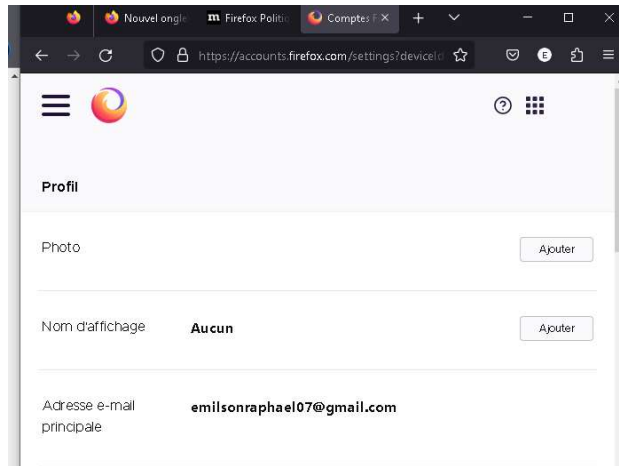 Nouvel ongle
m Firefox Politiq
Comptes F
https://accounts.firefox.com/settings?deviceId
E
Profil
Photo
Ajouter
Nom d'affichage
Aucun
Ajouter
Adresse e-mail
principale
emilsonraphael07@gmail.com